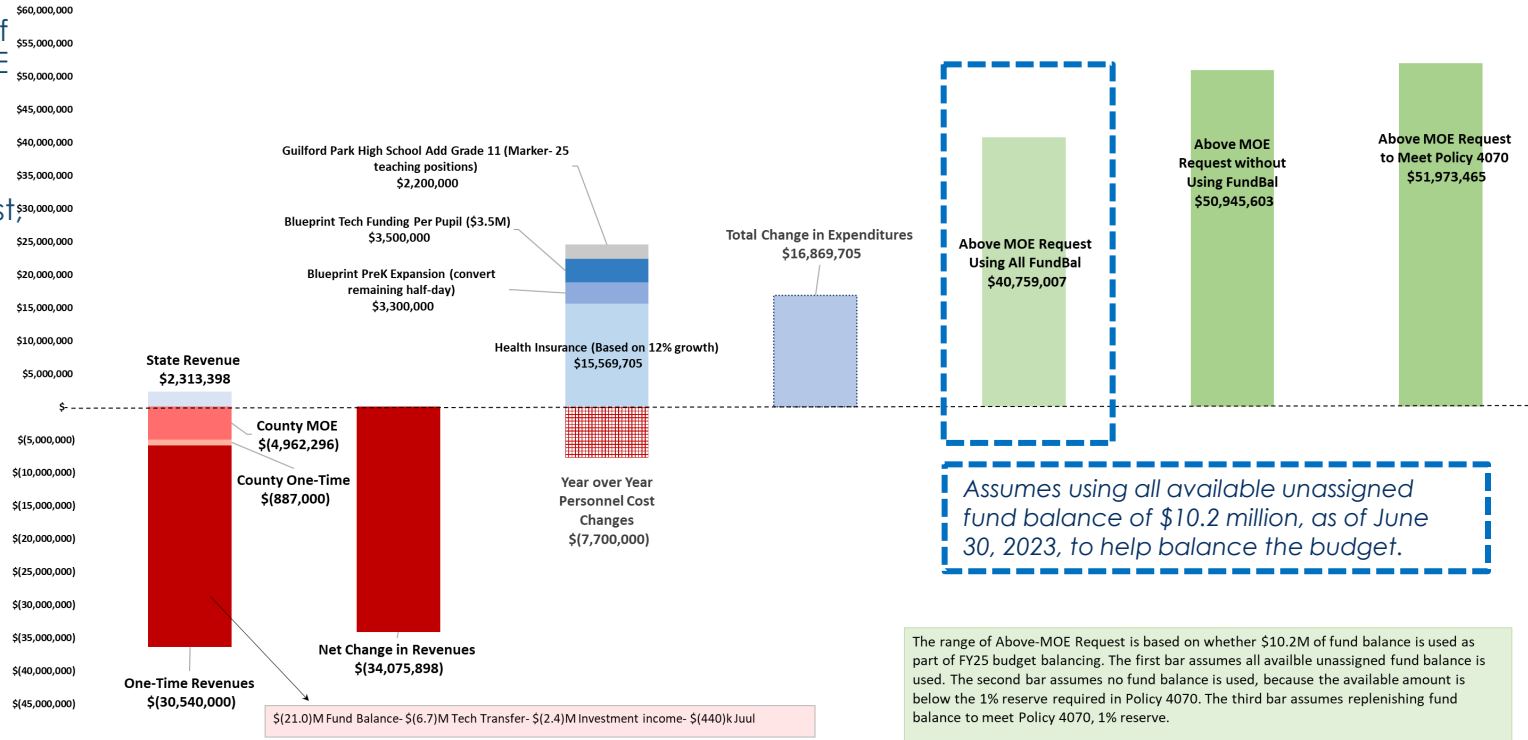 $60,000,000
of
$55,000,000
E
$50,000,000
$45,000,000
$40,000,000
$35,000,000
st,
$30,000,000
$25,000,000
$20,000,000
$15,000,000
$10,000,000
$5,000,000
$-
$(5,000,000)
$(10,000,000)
$(15,000,000)
$(20,000,000)
$(25,000,000)
$(30,000,000)
$(35,000,000)
$(40,000,000)
$(45,000,000)
State Revenue
$2,313,398
County MOE
$(4,962,296)
County One-Time
$(887,000)
One-Time Revenues
$(30,540,000)
Net Change in Revenues
$(34,075,898)
$(21.0)M Fund Balance- $(6.7)M Tech Transfer- $(2.4)M Investment income- $(440)k Juul
Guilford Park High School Add Grade 11 (Marker- 25
teaching positions)
$2,200,000
Blueprint Tech Funding Per Pupil ($3.5M)
$3,500,000
Blueprint PreK Expansion (convert
remaining half-day)
$3,300,000
Health Insurance (Based on 12% growth)
$15,569,705
Year over Year
Personnel Cost
Changes
$(7,700,000)
Total Change in Expenditures
$16,869,705
Above MOE Request
Using All FundBal
$40,759,007
Above MOE
Request without
Using FundBal
$50,945,603
Above MOE Request
to Meet Policy 4070
$51,973,465
Assumes using all available unassigned
fund balance of $10.2 million, as of June
30, 2023, to help balance the budget.
The range of Above-MOE Request is based on whether $10.2M of fund balance is used as
part of FY25 budget balancing. The first bar assumes all availble unassigned fund balance is
used. The second bar assumes no fund balance is used, because the available amount is
below the 1% reserve required in Policy 4070. The third bar assumes replenishing fund
balance to meet Policy 4070, 1% reserve.